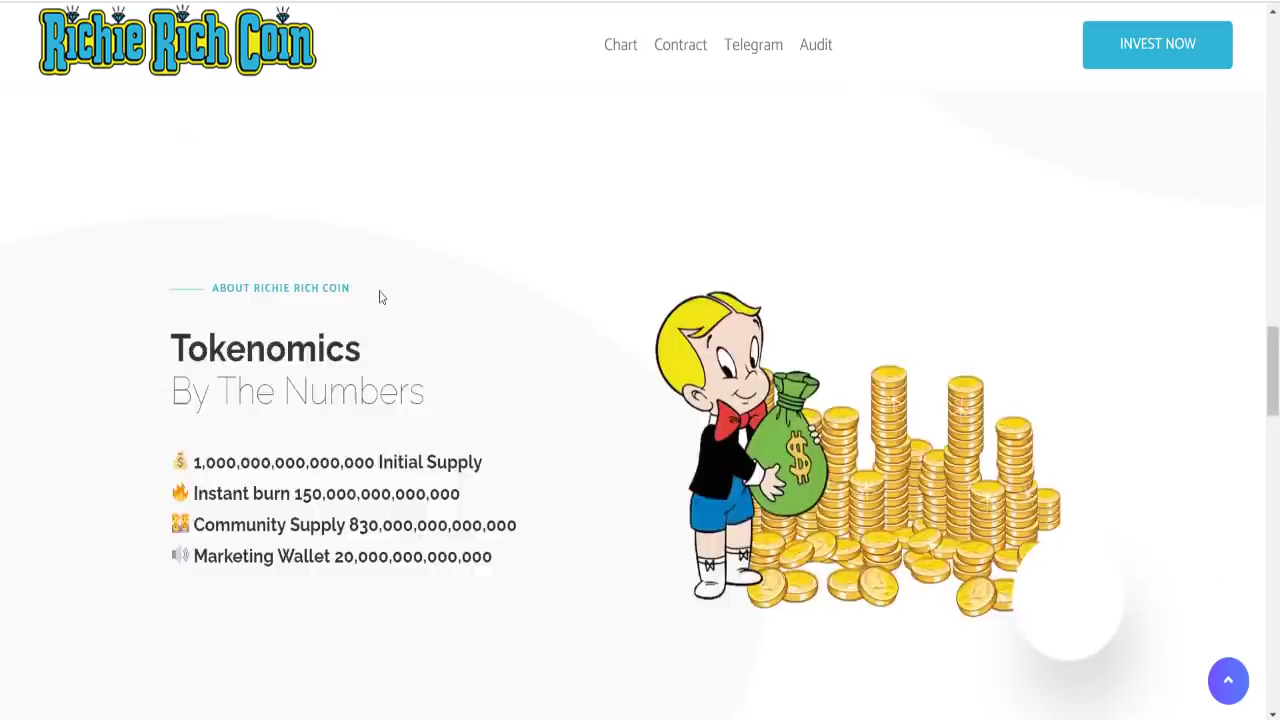 Richie Rich Coin
Chart Contract Telegram Audit
INVEST NOW
ABOUT RICHIE RICH COIN
Tokenomics
By The Numbers
1,000,000,000,000,000 Initial Supply
Instant burn 150,000,000,000,000
Community Supply 830,000,000,000,000
Marketing Wallet 20,000,000,000,000
$